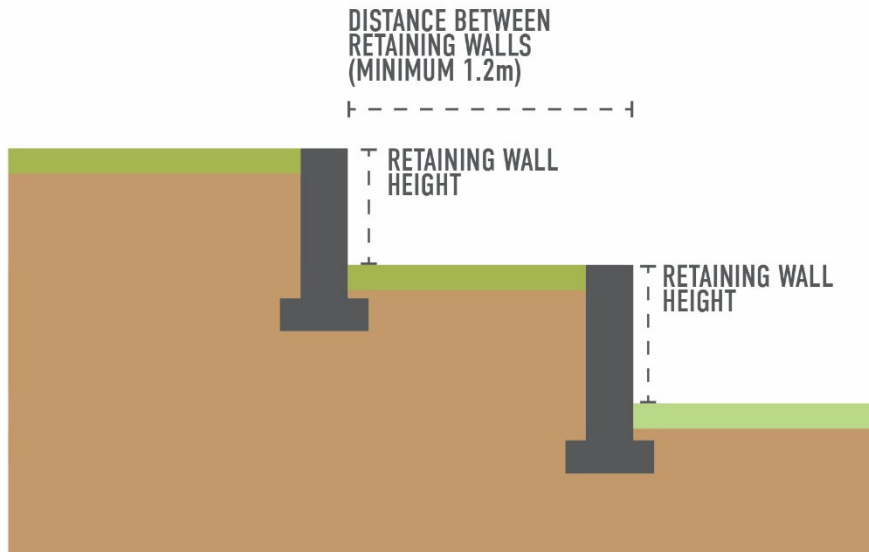 DISTANCE BETWEEN
RETAINING WALLS
(MINIMUM 1.2m)
RETAINING WALL
HEIGHT
RETAINING WALL
HEIGHT